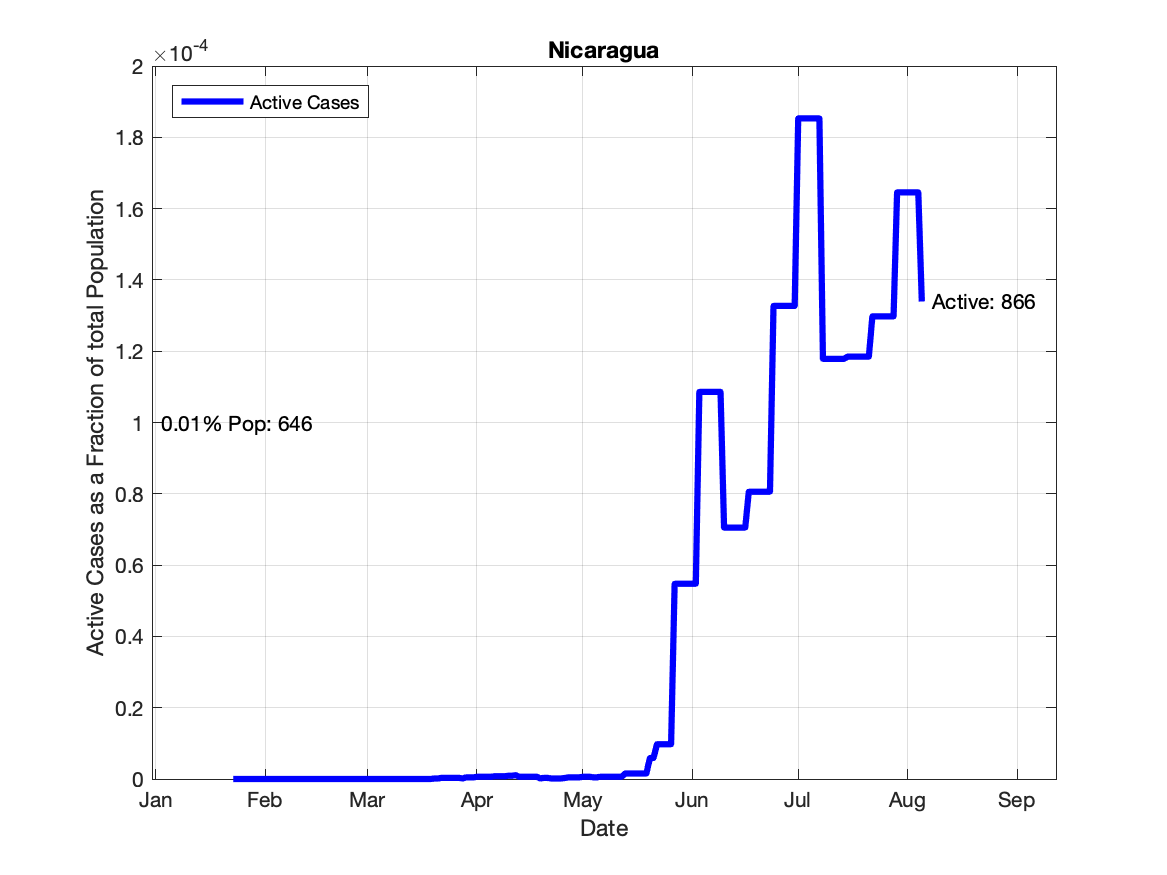 Nicaragua
×10-4
Active Cases
2
1.8
1.6
1.4
1.2
1
0.8
0.6
0.4
0.2
0
Active Cases as a Fraction of total Population
0.01% Pop: 646
Active: 866
Jan Feb Mar Apr May Jun Jul Aug Sep
Date